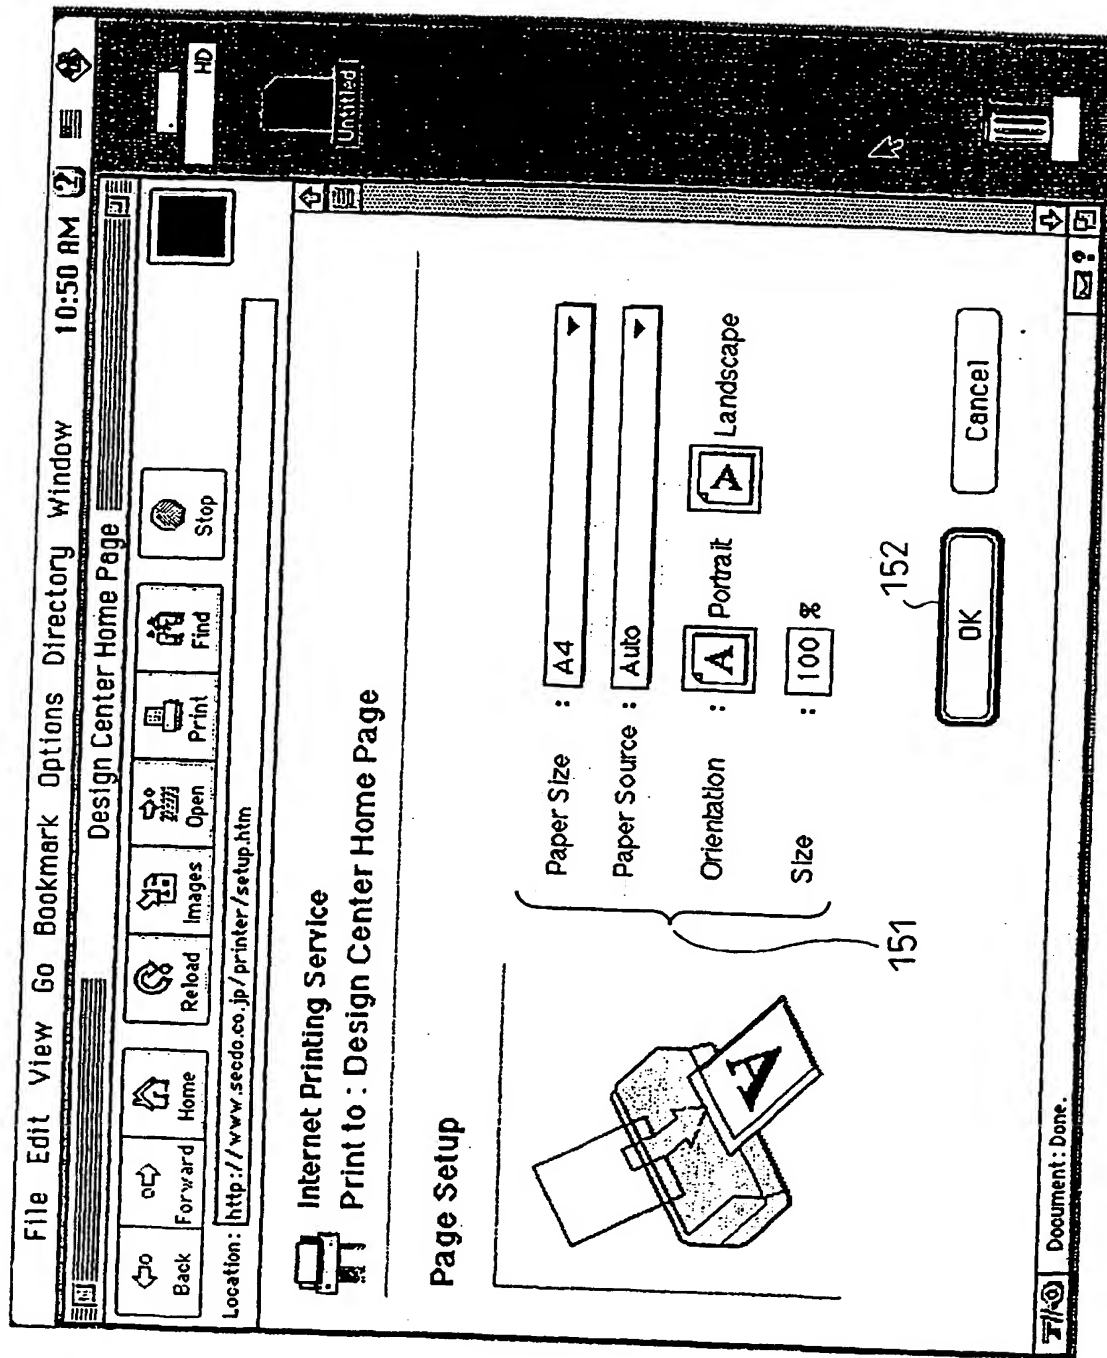 File Edit View Go Bookmark Options Directory Window 10:50 AM ?
Design Center Home Page
Back Forward Home Reload Images Open Print Find Stop
Location: http://www.secdo.co.jp/printer/setup.htm
HD
Untitled
Internet Printing Service
Print to : Design Center Home Page
Page Setup
A
Paper Size : A4
Paper Source : Auto
Orientation : A Portrait A Landscape
Size : 100 %
151
152
OK Cancel
Document: Done. ?